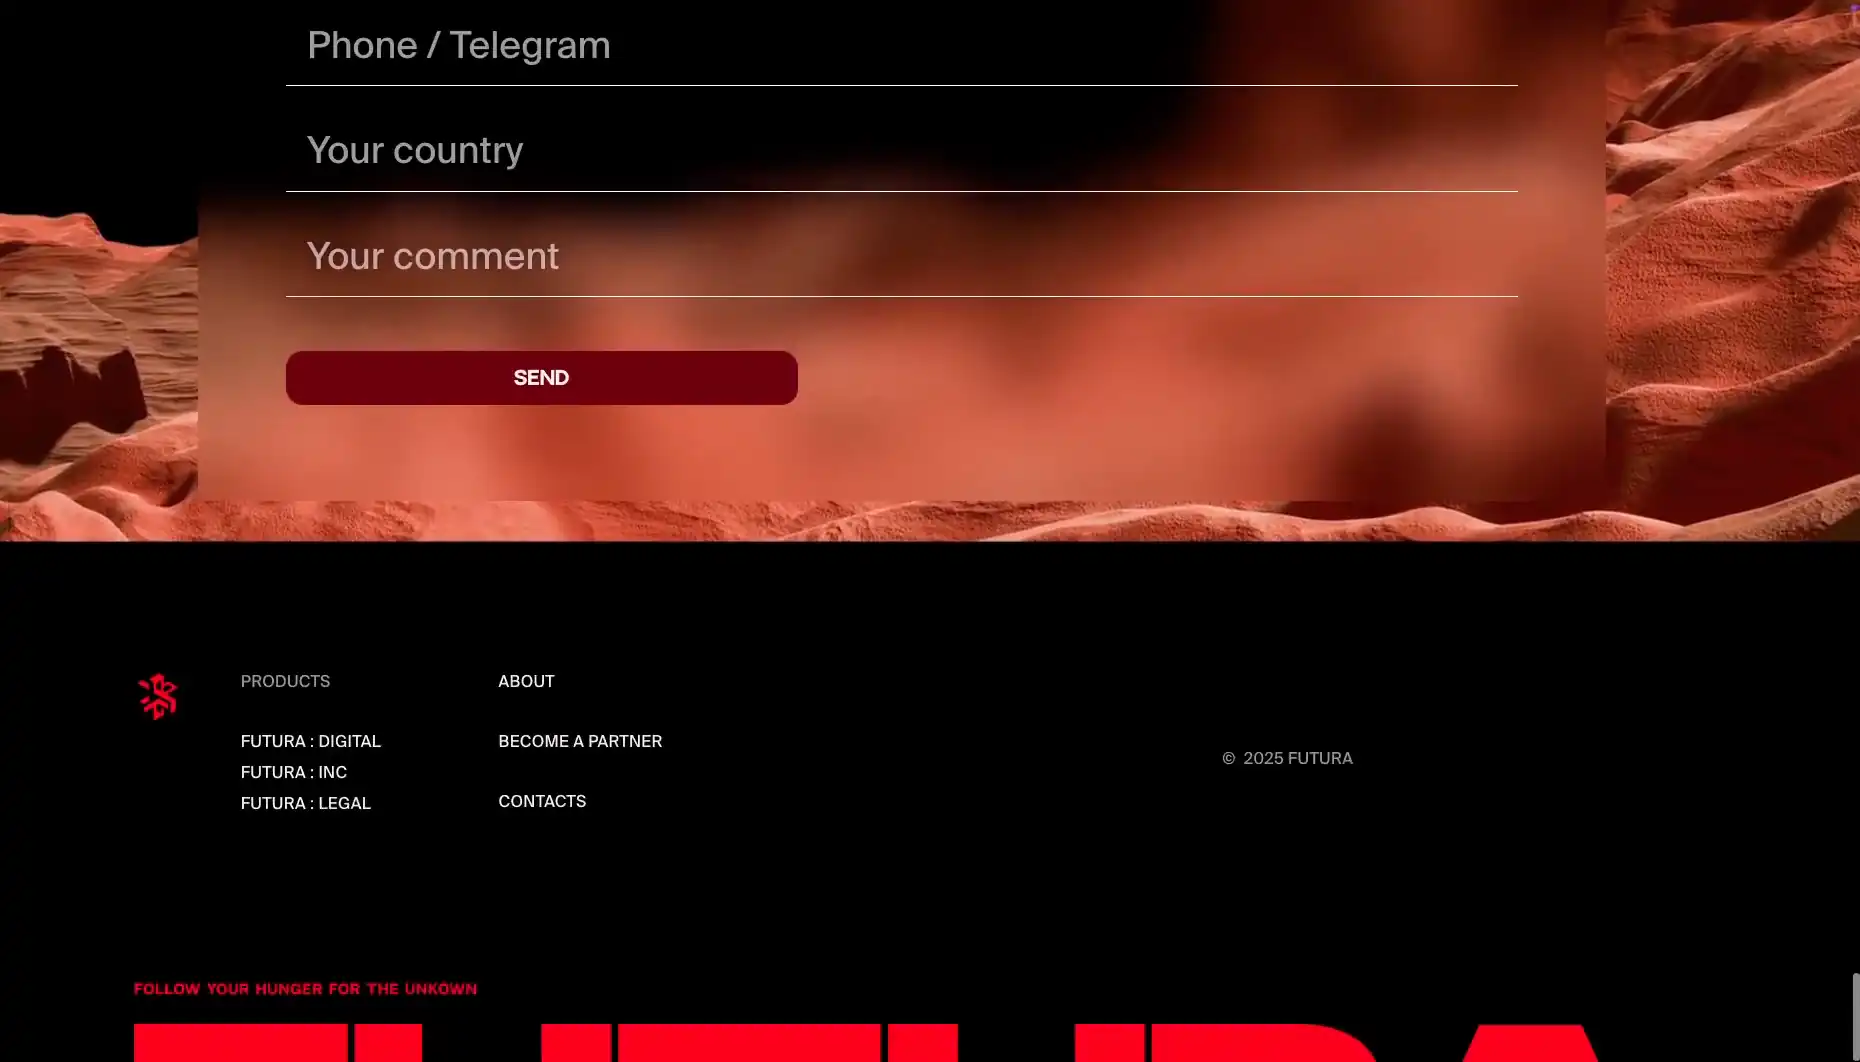 Phone / Telegram
Your country
Your comment
SEND
PRODUCTS
FUTURA : DIGITAL
FUTURA : INC
FUTURA : LEGAL
ABOUT
BECOME A PARTNER
CONTACTS
© 2025 FUTURA
FOLLOW YOUR HUNGER FOR THE UNKOWN
FUTURA